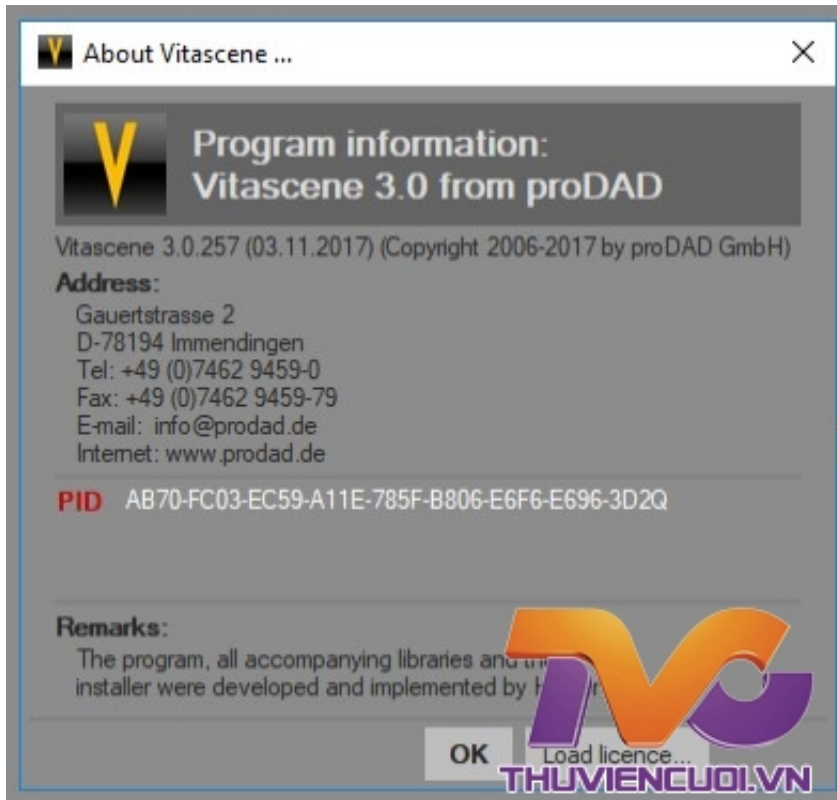 About Vitascene ...
V
Program information:
Vitascene 3.0 from proDAD
Vitascene 3.0.257 (03.11.2017) (Copyright 2006-2017 by proDAD GmbH)
Address:
Gauertstrasse 2
D-78194 Immendingen
Tel: +49 (0)7462 9459-0
Fax: +49 (0)7462 9459-79
E-mail: info@prodad.de
Internet: www.prodad.de
PID AB70-FC03-EC59-A11E-785F-B806-E6F6-E696-3D2Q
Remarks:
The program, all accompanying libraries and
installer were developed and implemented by
OK Load licence...
TVC
THUVIENCUOI.VN